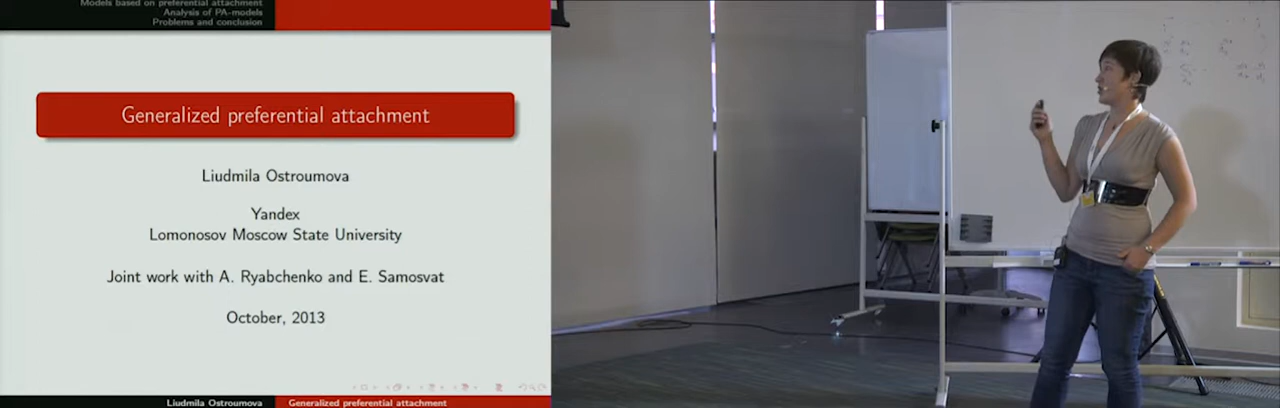 Models based on preferential attachment
Analysis of PA-models
Problems and conclusion
Generalized preferential attachment
Liudmila Ostroumova
Yandex
Lomonosov Moscow State University
Joint work with A. Ryabchenko and E. Samosvat
October, 2013
Liudmila Ostroumova
Generalized preferential attachment